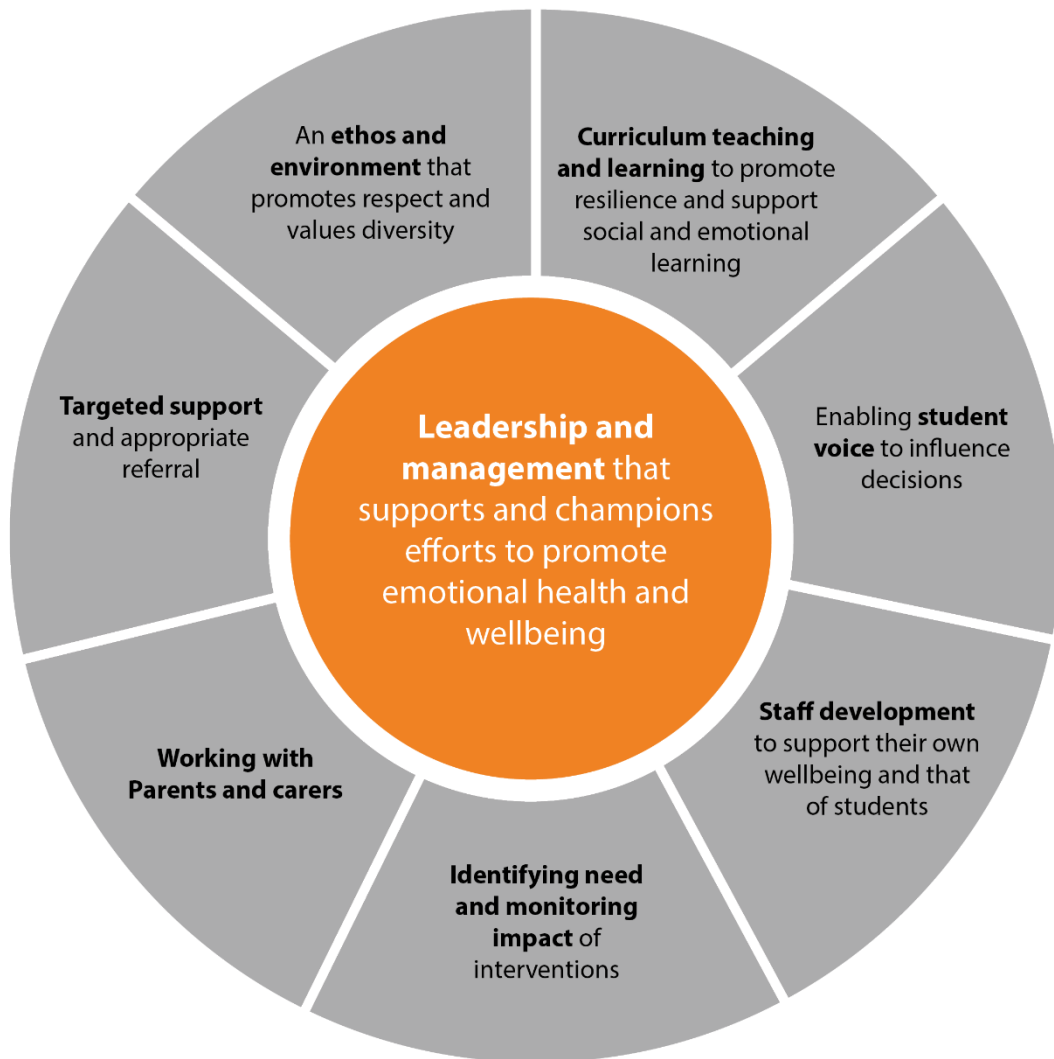 An ethos and
environment that
promotes respect and
values diversity
Curriculum teaching
and learning to promote
resilience and support
social and emotional
learning
Enabling student
voice to influence
decisions
Staff development
to support their own
wellbeing and that
of students
Identifying need
and monitoring
impact of
interventions
Working with
Parents and carers
Targeted support
and appropriate
referral
Leadership and
management that
supports and champions
efforts to promote
emotional health and
wellbeing